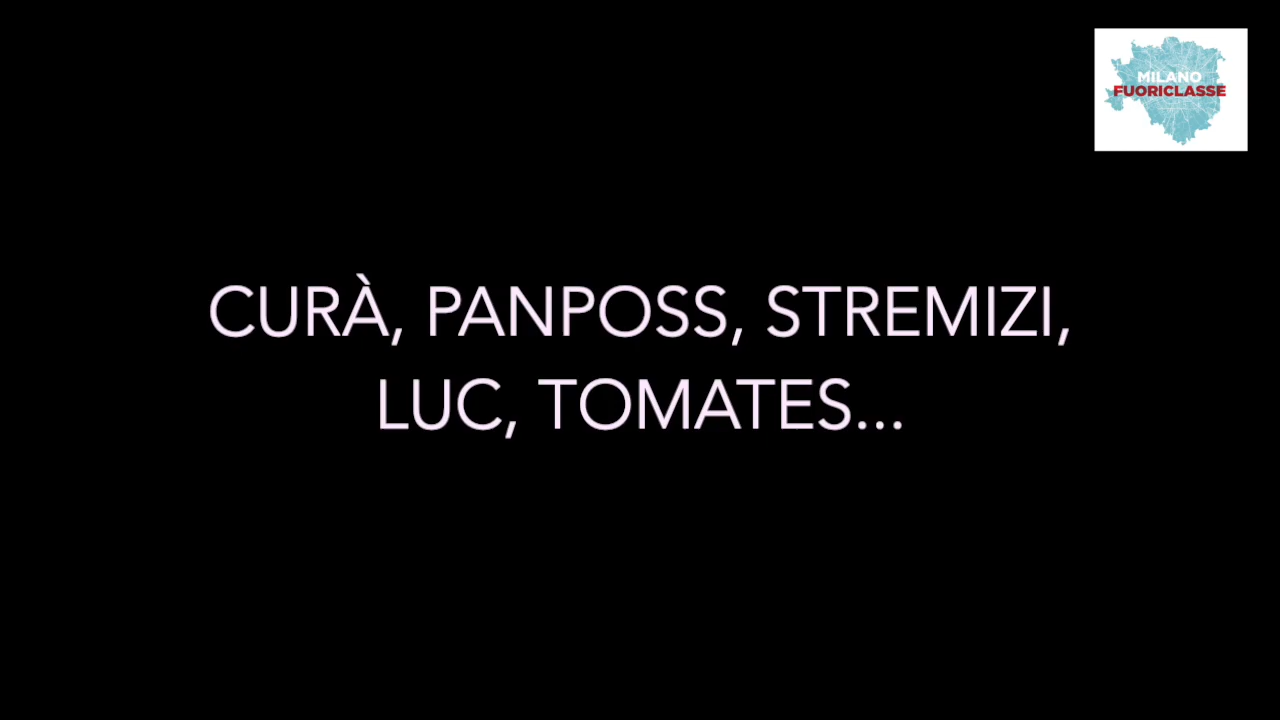 MILANO
FUORICLASSE
CURÀ, PANPOSS, STREMIZI,
LUC, TOMATES...